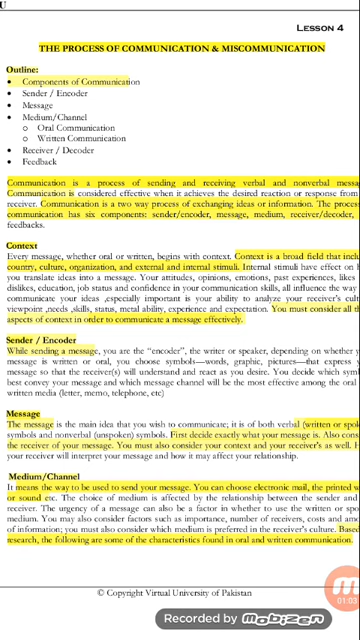 U
LESSON 4
THE PROCESS OF COMMUNICATION & MISCOMMUNICATION
Outline:
• Components of Communication
• Sender / Encoder
• Message
• Medium/Channel
o Oral Communication
o Written Communication
• Receiver / Decoder
• Feedback
Communication is a process of sending and receiving verbal and nonverbal
Communication is considered effective when it achieves the desired reaction or response from
receiver. Communication is a two way process of exchanging ideas or information. The
communication has six components: sender/encoder, message, medium, receiver/decoder,
feedbacks.
Context
Every message, whether oral or written, begins with context. Context is a broad field that
country, culture, organization, and external and internal stimuli. Internal stimuli have effect on
you translate ideas into a message. Your attitudes, opinions, emotions, past experiences, likes
dislikes, education, job status and confidence in your communication skills, all influence the way
communicate your ideas ,especially important is your ability to analyze your receiver's
viewpoint ,needs ,skills, status, metal ability, experience and expectation. You must consider all
aspects of context in order to communicate a message effectively.
Sender / Encoder
While sending a message, you are the "encoder", the writer or speaker, depending on whether
message is written or oral, you choose symbols—words, graphic, pictures—that express
message so that the receiver(s) will understand and react as you desire. You decide which
best convey your message and which message channel will be the most effective among the oral
written media (letter, memo, telephone, etc)
Message
The message is the main idea that you wish to communicate; it is of both verbal (written or
symbols and nonverbal (unspoken) symbols. First decide exactly what your message is. Also
the receiver of your message. You must also consider your context and your receiver's as well.
your receiver will interpret your message and how it may affect your relationship.
Medium/Channel
It means the way to be used to send your message. You can choose electronic mail, the printed
or sound etc. The choice of medium is affected by the relationship between the sender and
receiver. The urgency of a message can also be a factor in whether to use the written or
medium. You may also consider factors such as importance, number of receivers, costs and
of information; you must also consider which medium is preferred in the receiver's culture.
research, the following are some of the characteristics found in oral and written communication.
© Copyright Virtual University of Pakistan
M
01:03
Recorded by mobizen